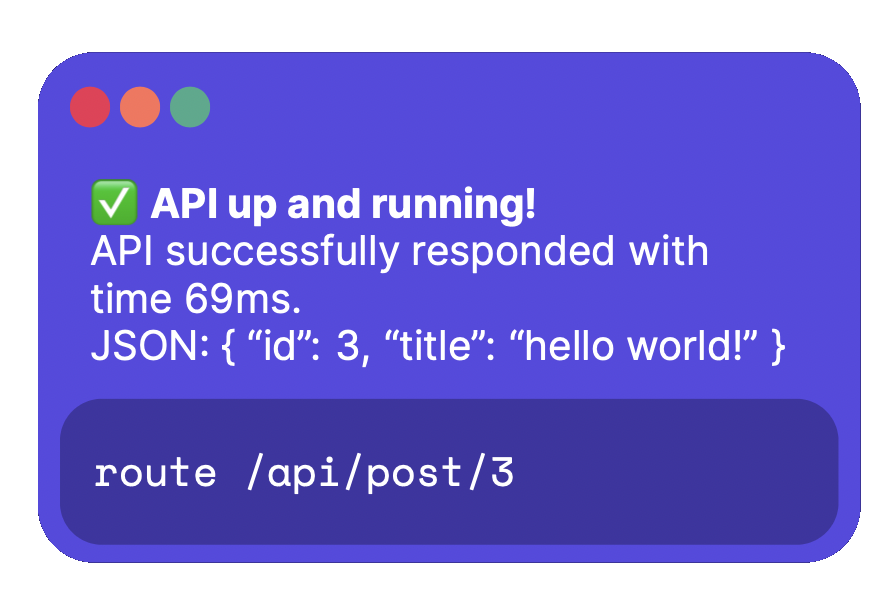 ✅ API up and running!
API successfully responded with
time 69ms.
JSON: { “id”: 3, “title”: “hello world!” }
route /api/post/3